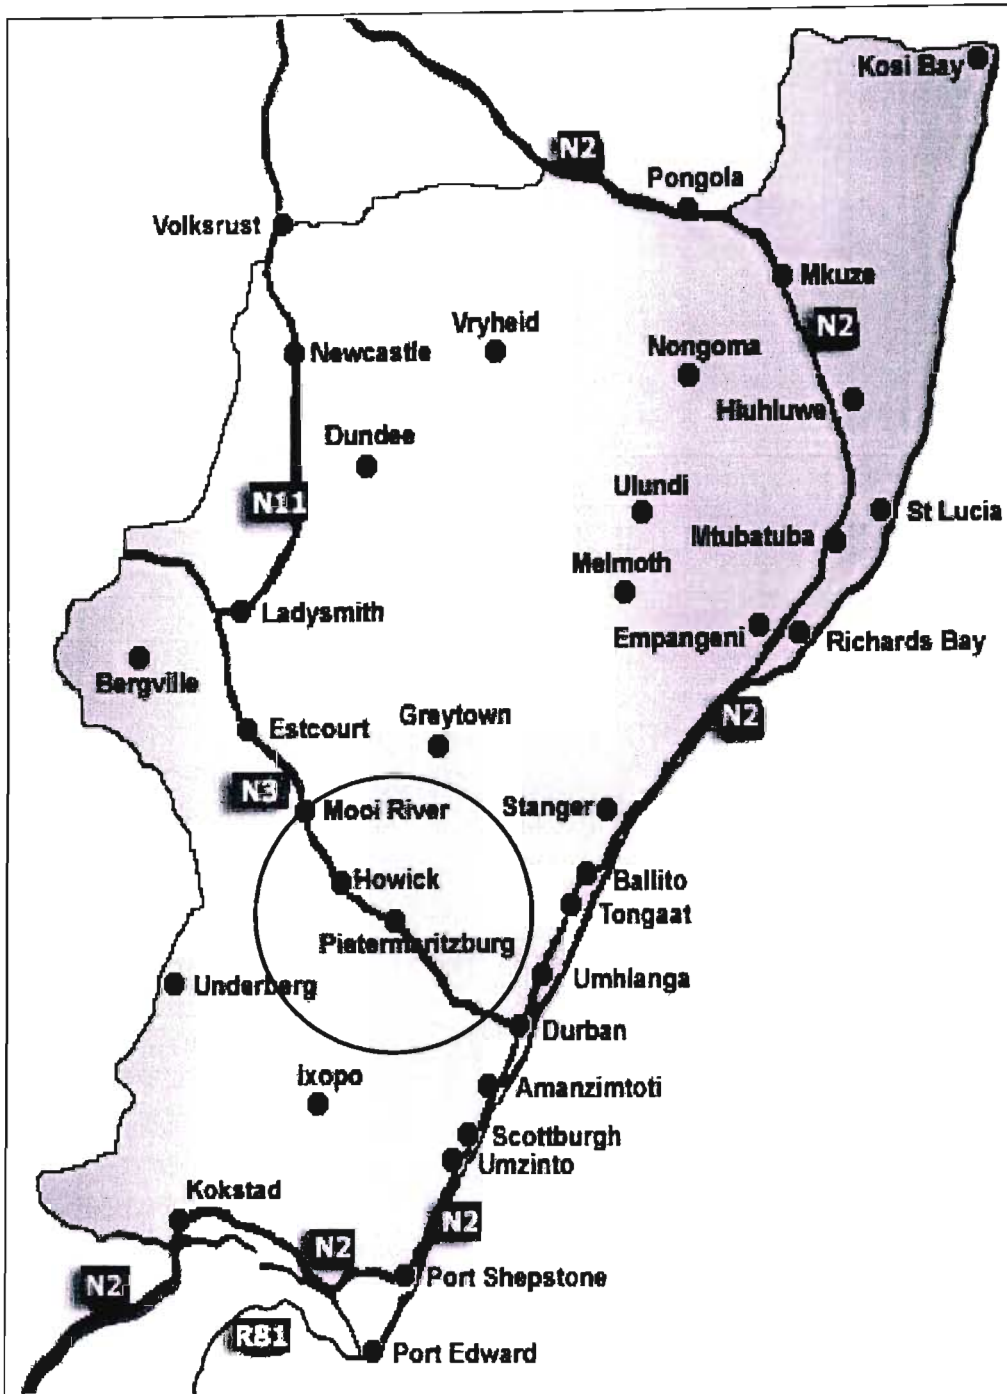 Kosi Bay
N2
Pongola
Volksrust
Mkuze
N2
Vryheid
Newcastle
Nongoma
Hluhluwe
Dundee
N11
Ulundi
St Lucia
Mtubatuba
Melmoth
Ladysmith
Empangeni
Richards Bay
Bergville
N2
Estcourt
Greytown
N3
Mooi River
Stanger
Howick
Ballito
Tongaat
Pietermaritzburg
Umhlanga
Underberg
Durban
Ixopo
Amanzimtoti
Scottburgh
Umzinto
Kokstad
N2
N2
Port Shepstone
N2
R81
Port Edward